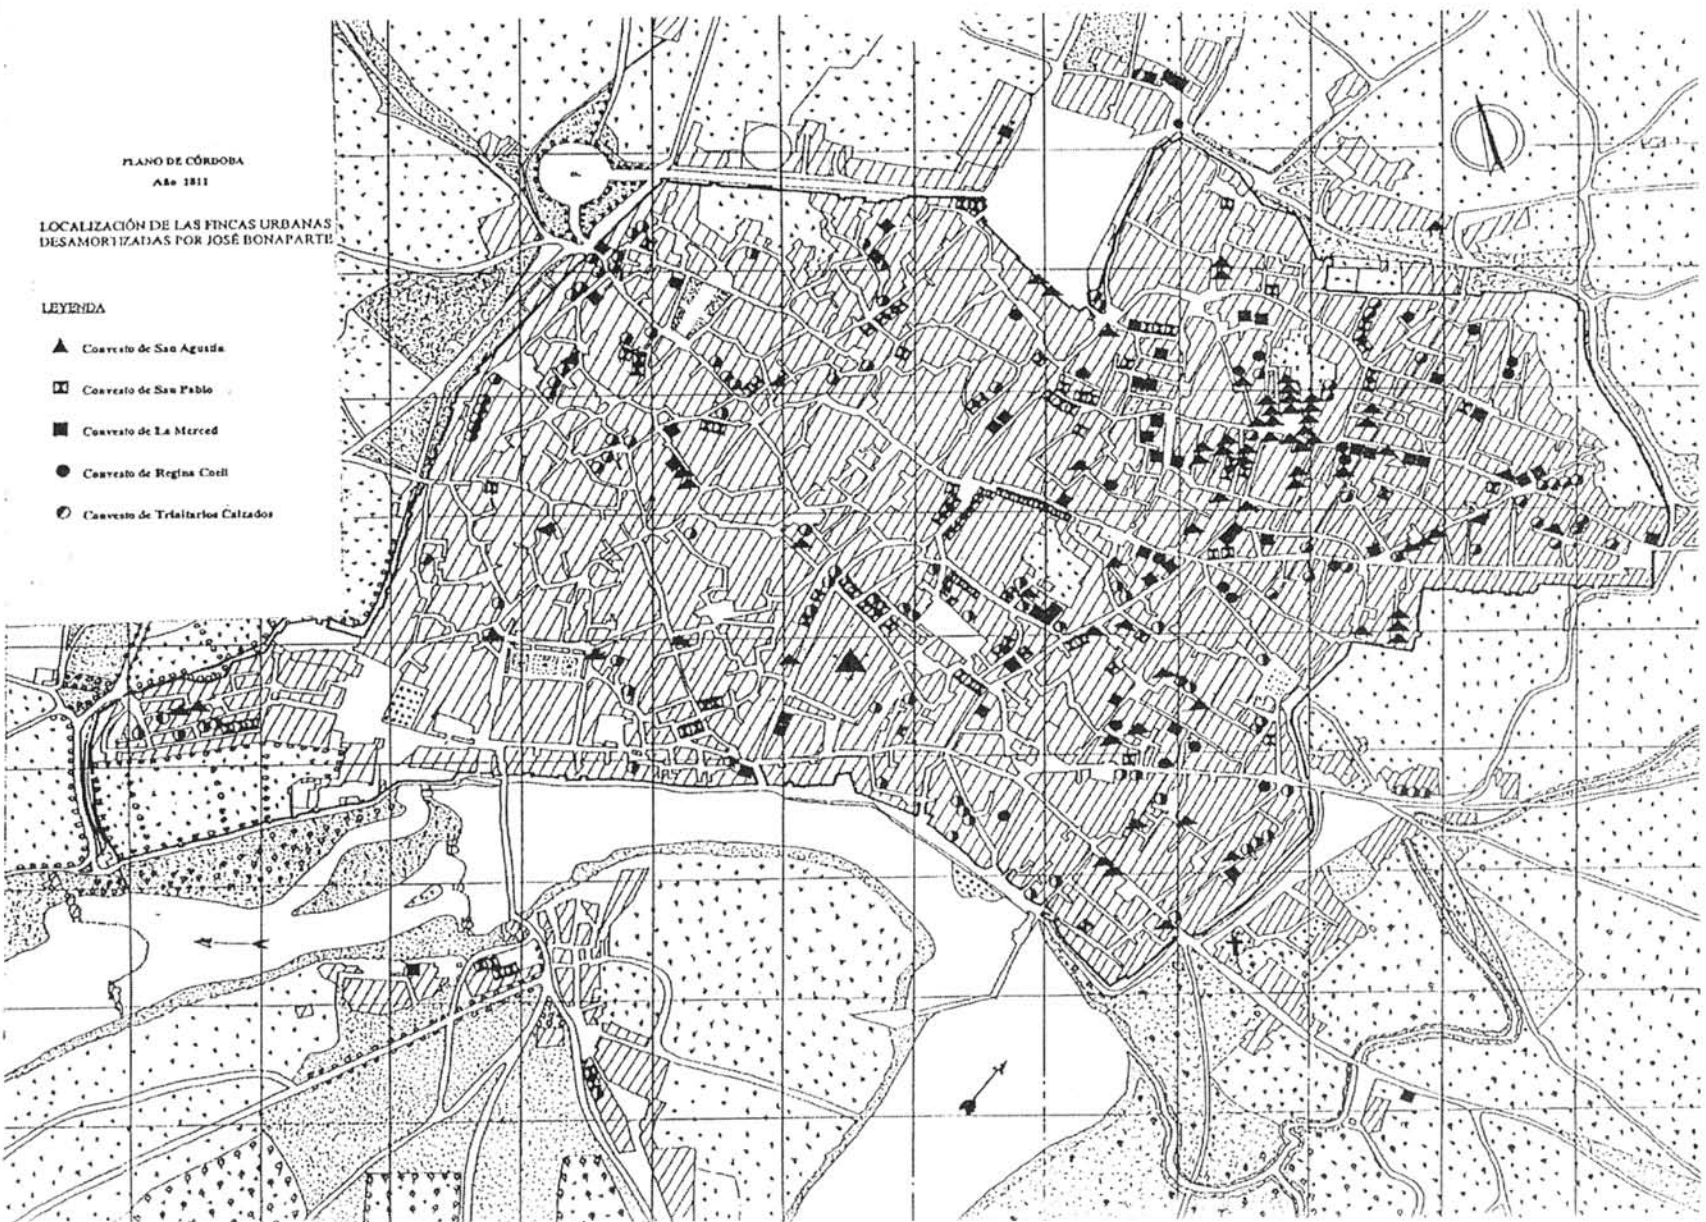 PLANO DE CÓRDOBA
Año 1811
LOCALIZACIÓN DE LAS FINCAS URBANAS
DESAMORTIZADAS POR JOSÉ BONAPARTE
LEYENDA
Convento de San Agustín
Convento de San Pablo
Convento de La Merced
Convento de Regina Coeli
Convento de Trinitarios Calzados